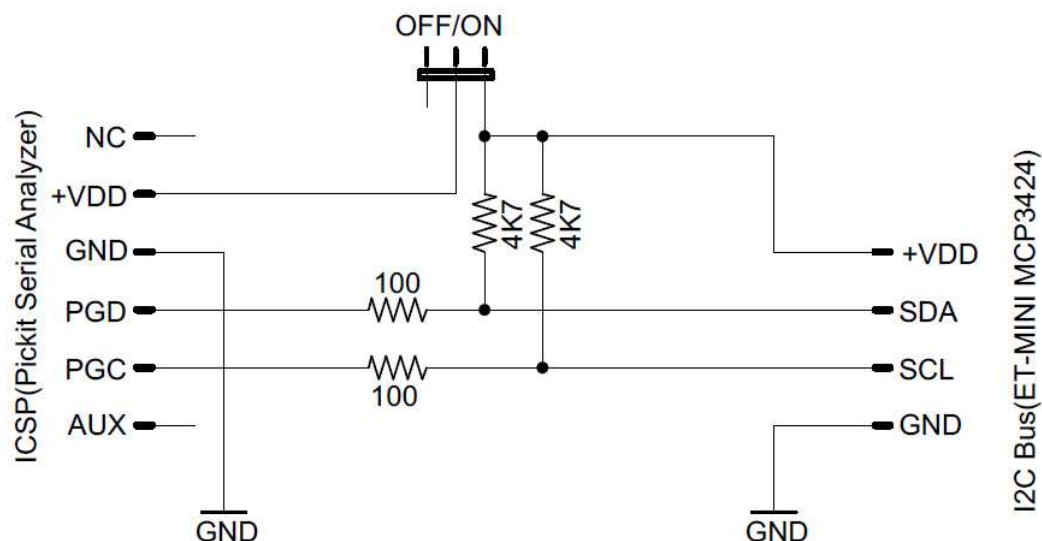 OFF/ON
ICSP(Pickit Serial Analyzer)
NC
+VDD
GND
PGD
PGC
AUX
GND
4K7
4K7
100
100
+VDD
SDA
SCL
GND
GND
I2C Bus(ET-MINI MCP3424)